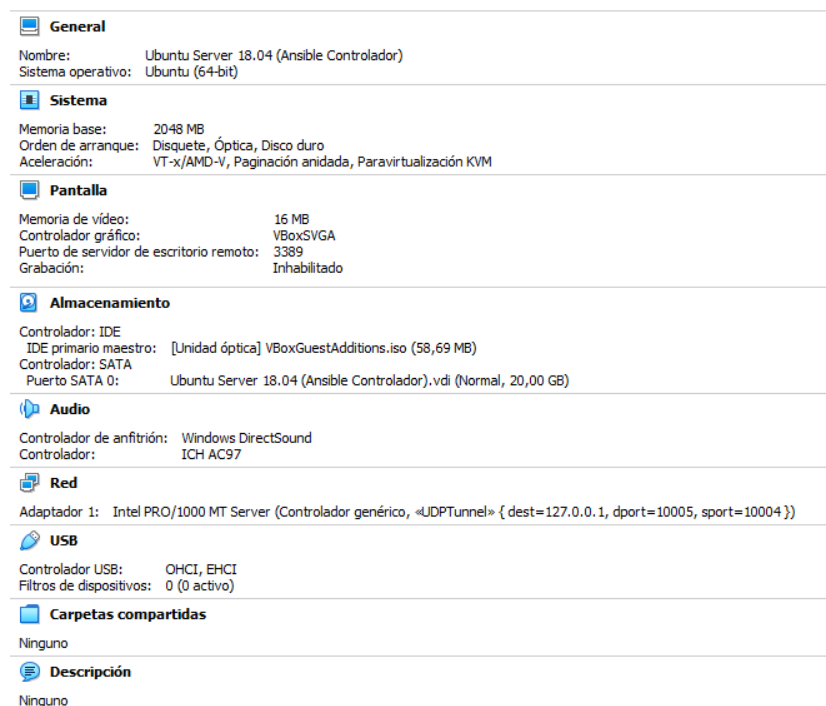 General
Nombre: Ubuntu Server 18.04 (Ansible Controlador)
Sistema operativo: Ubuntu (64-bit)
Sistema
Memoria base: 2048 MB
Orden de arranque: Disquete, Óptica, Disco duro
Aceleración: VT-x/AMD-V, Paginación anidada, Paravirtualización KVM
Pantalla
Memoria de vídeo: 16 MB
Controlador gráfico: VBoxSVGA
Puerto de servidor de escritorio remoto: 3389
Grabación: Inhabilitado
Almacenamiento
Controlador: IDE
IDE primario maestro: [Unidad óptica] VBoxGuestAdditions.iso (58,69 MB)
Controlador: SATA
Puerto SATA 0: Ubuntu Server 18.04 (Ansible Controlador).vdi (Normal, 20,00 GB)
Audio
Controlador de anfitrión: Windows DirectSound
Controlador: ICH AC97
Red
Adaptador 1: Intel PRO/1000 MT Server (Controlador genérico, «UDPTunnel» { dest=127.0.0.1, dport=10005, sport=10004 })
USB
Controlador USB: OHCI, EHCI
Filtros de dispositivos: 0 (0 activo)
Carpetas compartidas
Ninguno
Descripción
Ninguno